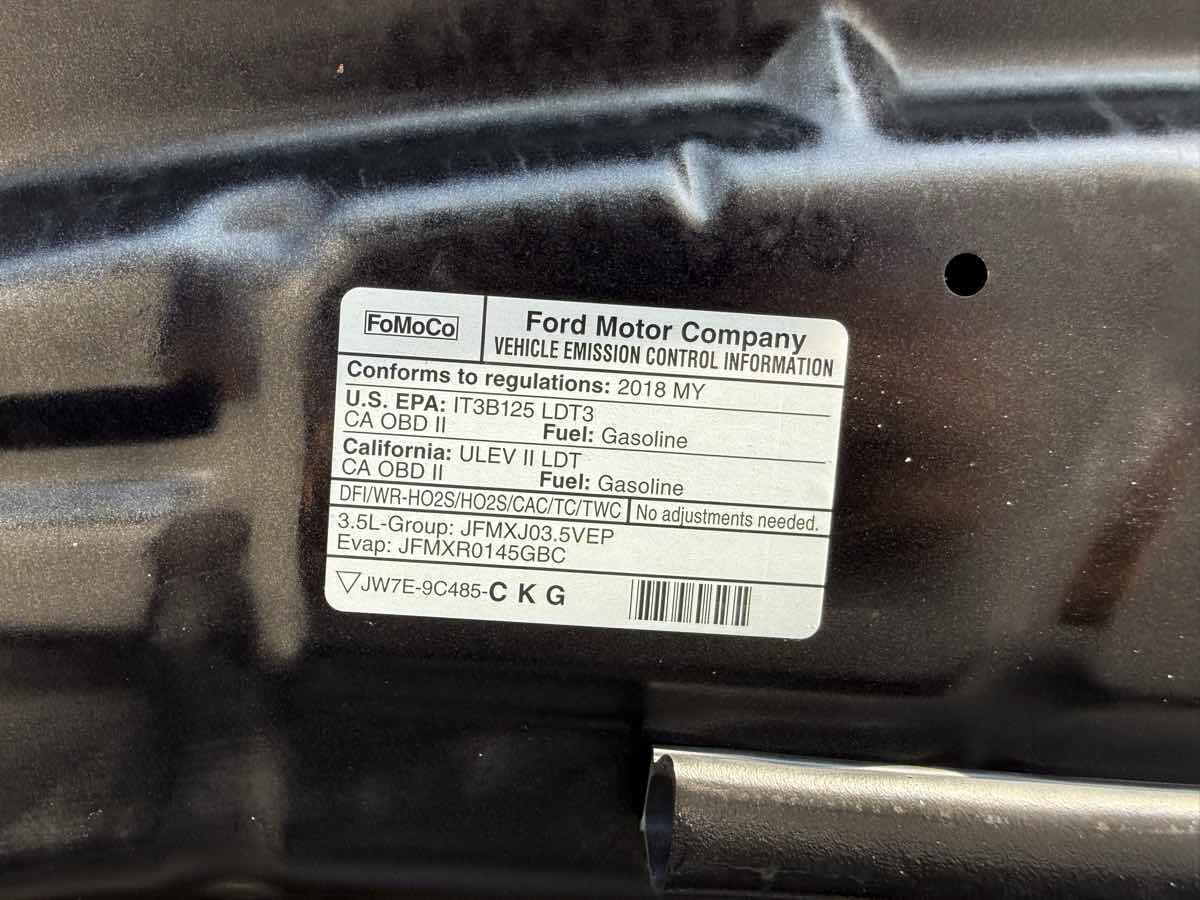 FoMoCo
Ford Motor Company
VEHICLE EMISSION CONTROL INFORMATION
Conforms to regulations: 2018 MY
U.S. EPA: IT3B125 LDT3
CA OBD II Fuel: Gasoline
California: ULEV II LDT
CA OBD II Fuel: Gasoline
DFI/WR-HO2S/HO2S/CAC/TC/TWC No adjustments needed.
3.5L-Group: JFMXJ03.5VEP
Evap: JFMXR0145GBC
▽JW7E-9C485-C K G